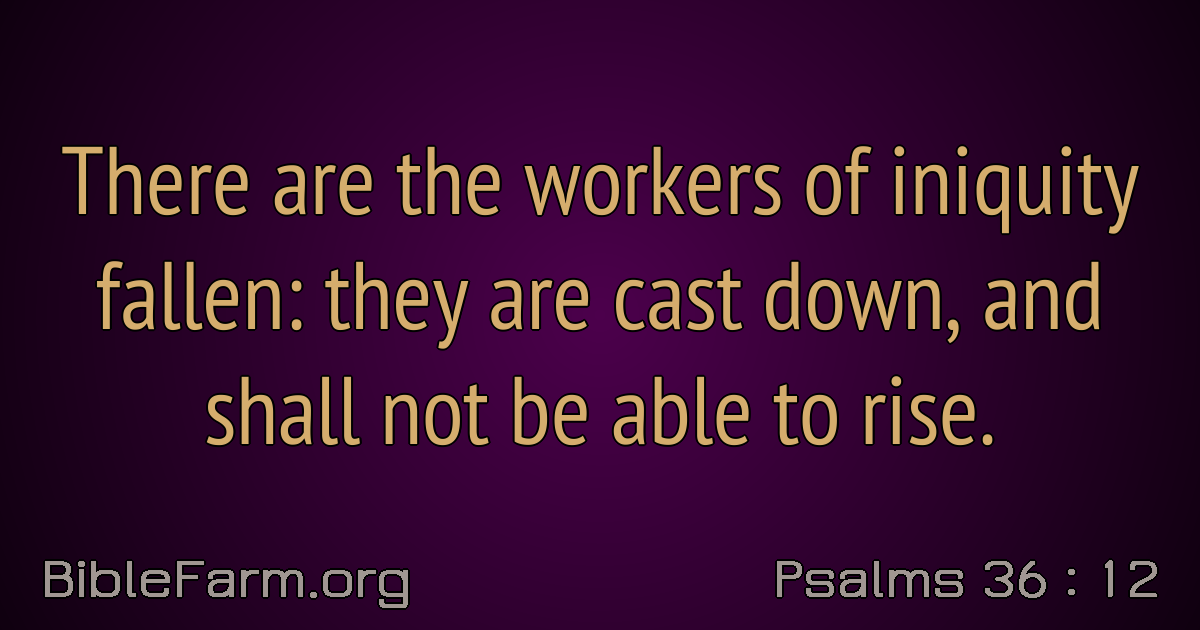 There are the workers of iniquity
fallen: they are cast down, and
shall not be able to rise.
BibleFarm.org
Psalms 36 : 12